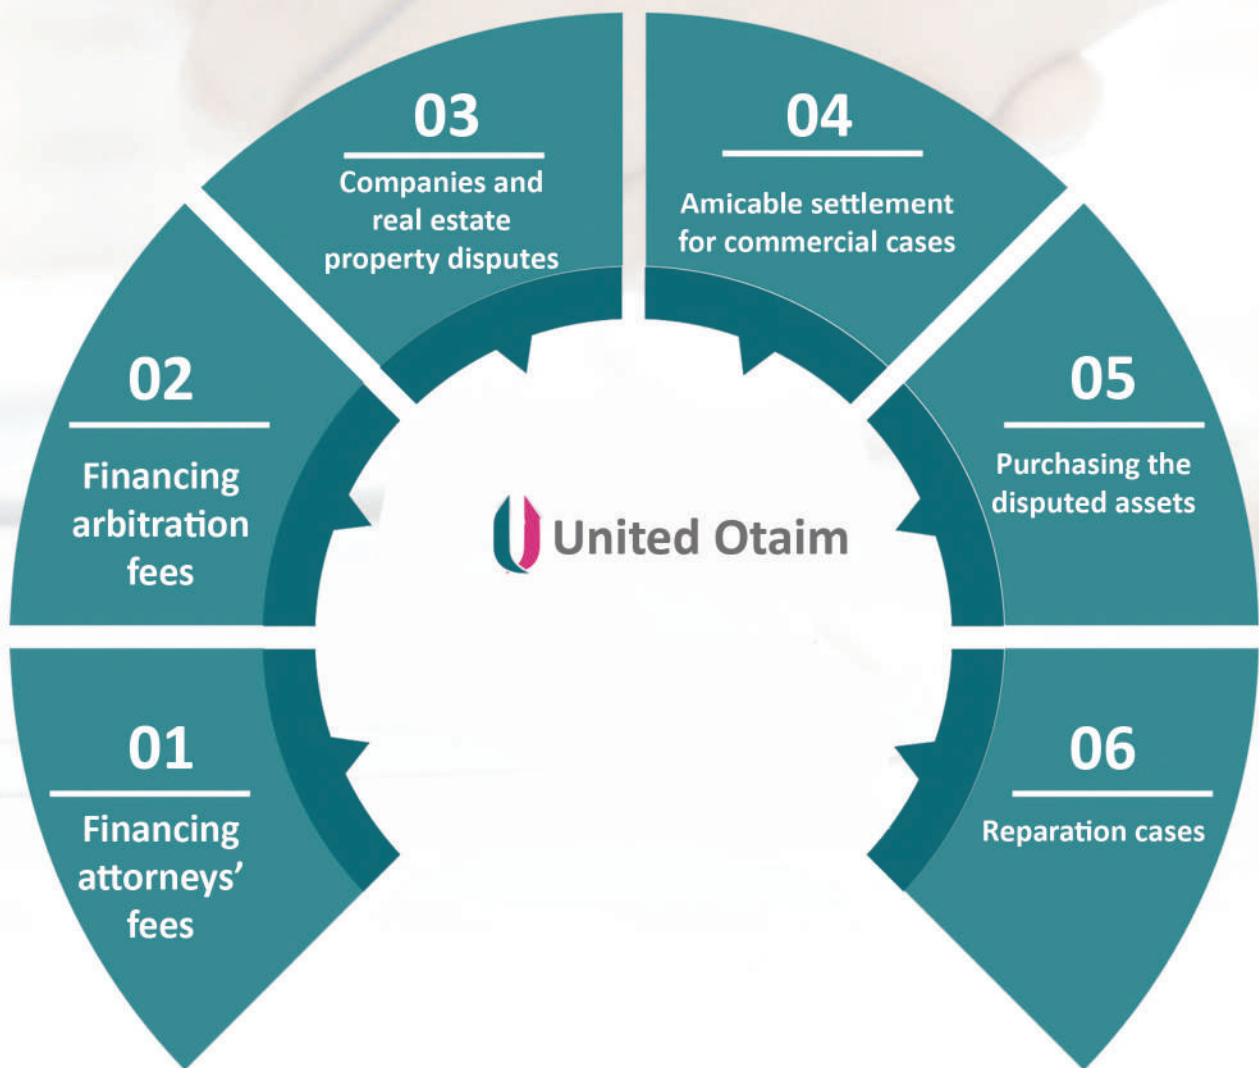 01
Financing
attorneys’
fees
02
Financing
arbitration
fees
03
Companies and
real estate
property disputes
04
Amicable settlement
for commercial cases
05
Purchasing the
disputed assets
06
Reparation cases
United Otaim